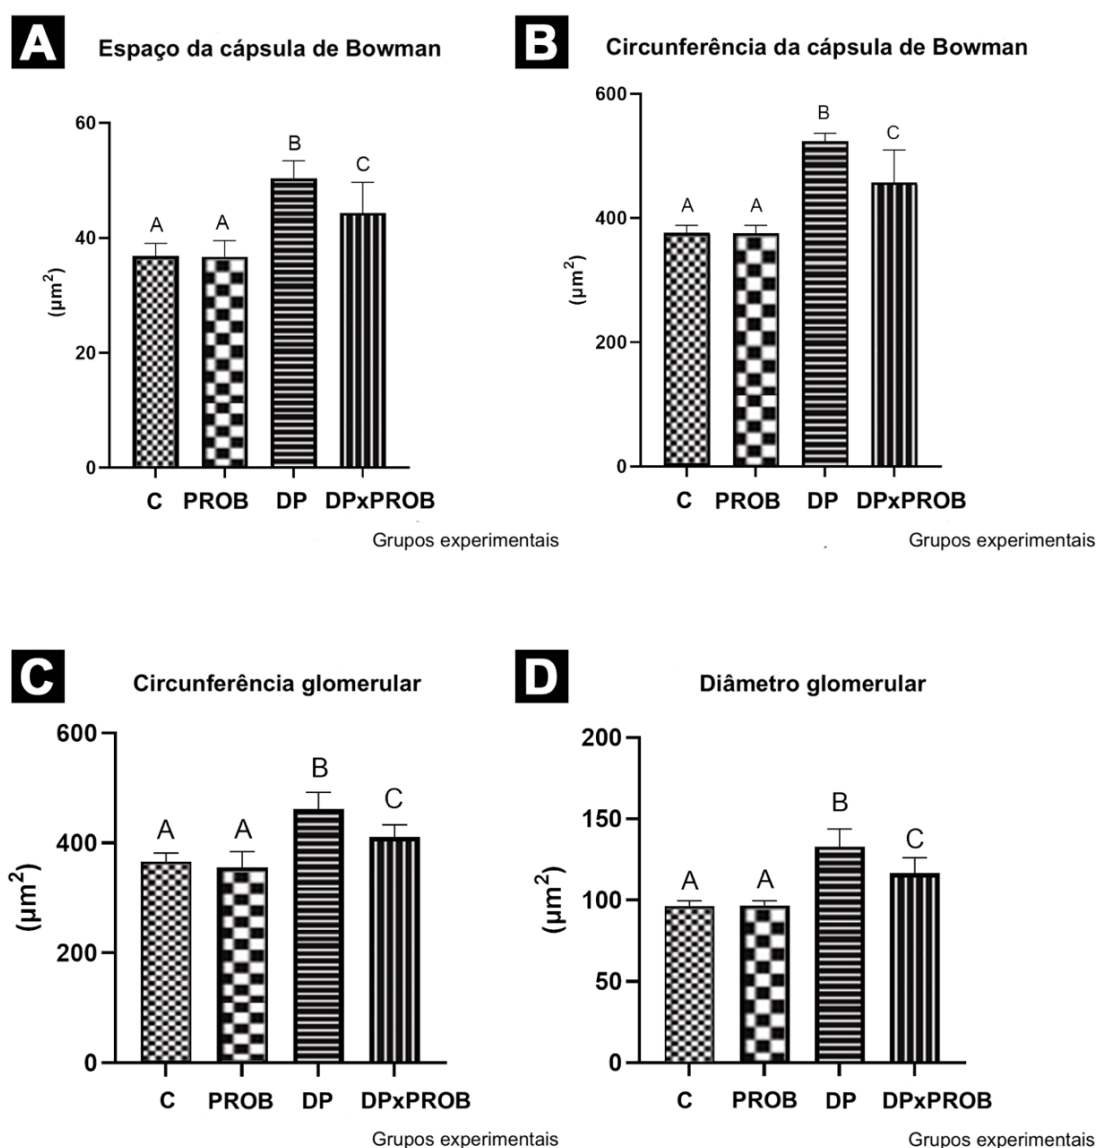 A
Espaço da cápsula de Bowman
60
40
20
0
(µm²)
A
A
B
C
C
PROB
DP
DPxPROB
Grupos experimentais
B
Circunferência da cápsula de Bowman
600
400
200
0
(µm²)
A
A
B
C
C
PROB
DP
DPxPROB
Grupos experimentais
C
Circunferência glomerular
600
400
200
0
(µm²)
A
A
B
C
C
PROB
DP
DPxPROB
Grupos experimentais
D
Diâmetro glomerular
200
150
100
50
0
(µm²)
A
A
B
C
C
PROB
DP
DPxPROB
Grupos experimentais